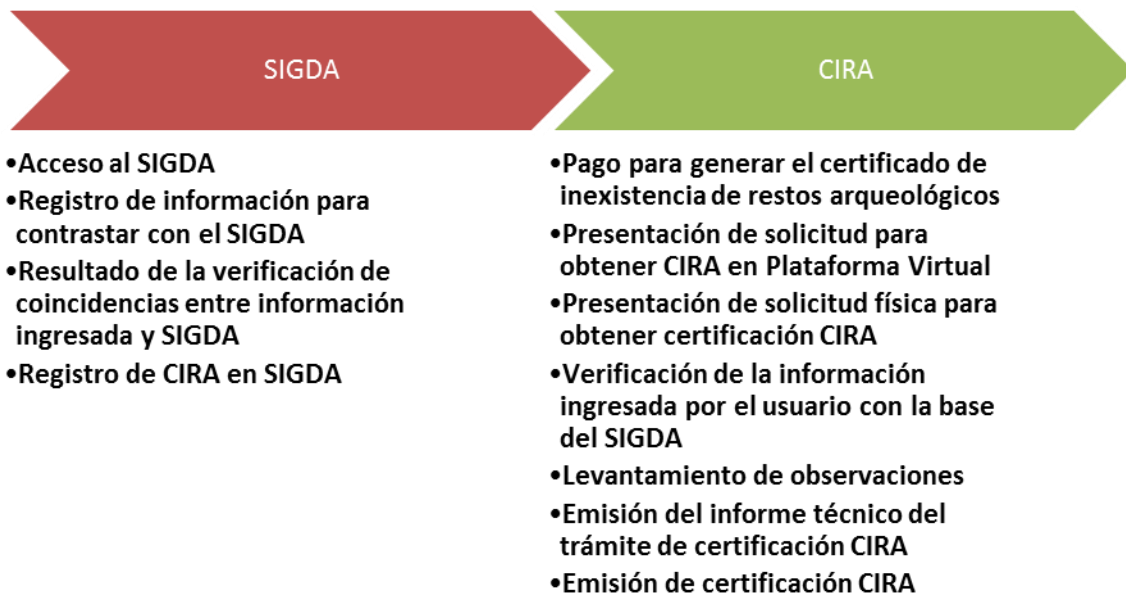 SIGDA
•Acceso al SIGDA
•Registro de información para
contrastar con el SIGDA
•Resultado de la verificación de
coincidencias entre información
ingresada y SIGDA
•Registro de CIRA en SIGDA
CIRA
•Pago para generar el certificado de
inexistencia de restos arqueológicos
•Presentación de solicitud para
obtener CIRA en Plataforma Virtual
•Presentación de solicitud física para
obtener certificación CIRA
•Verificación de la información
ingresada por el usuario con la base
del SIGDA
•Levantamiento de observaciones
•Emisión del informe técnico del
trámite de certificación CIRA
•Emisión de certificación CIRA